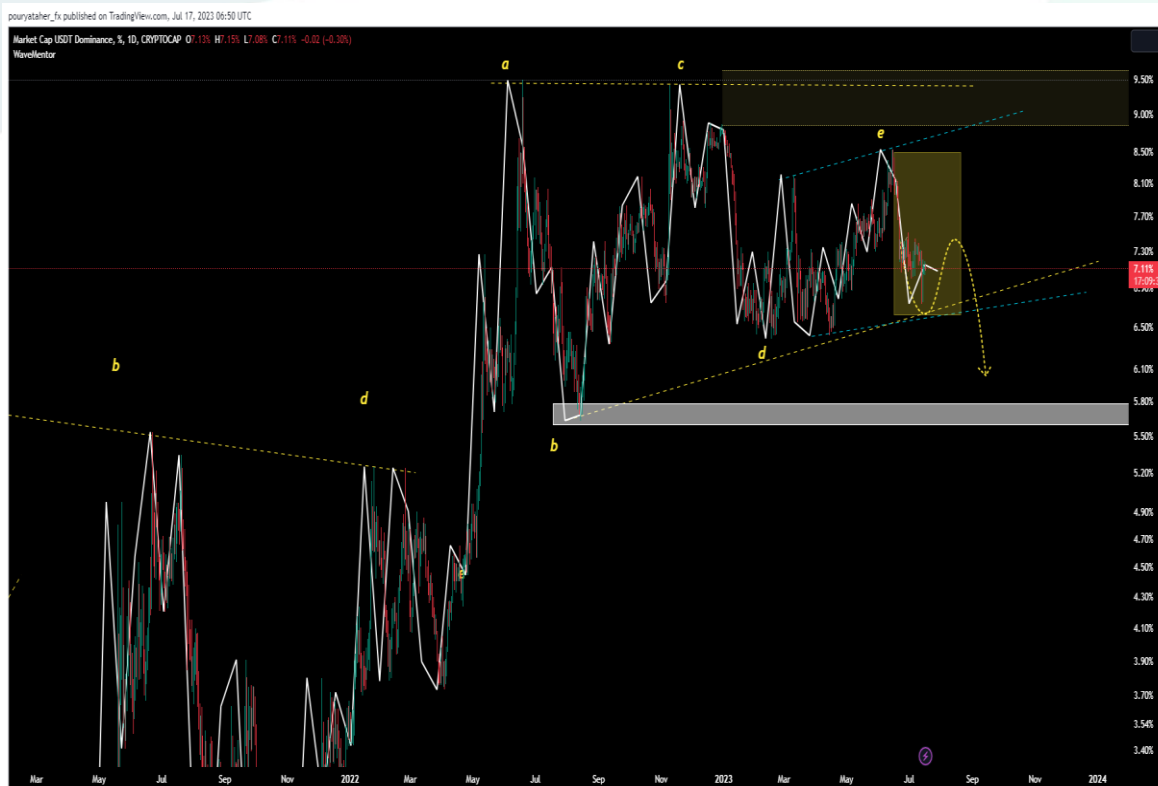 pouryataher_fx published on TradingView.com, Jul 17, 2023 06:50 UTC
Market Cap USDT Dominance, %, 1D, CRYPTOCAP O7.13% H7.15% L7.08% C7.11% -0.02 (-0.30%)
WaveMentor
a
c
9.50%
9.00%
e
8.50%
8.10%
7.70%
7.30%
7.11%
6.90%
6.50%
d
b
6.10%
d
5.80%
b
5.50%
5.20%
4.90%
4.70%
e
4.50%
4.30%
4.10%
3.90%
3.70%
3.54%
3.40%
Mar May Jul Sep Nov 2022 Mar May Jul Sep Nov 2023 Mar May Jul Sep Nov 2024